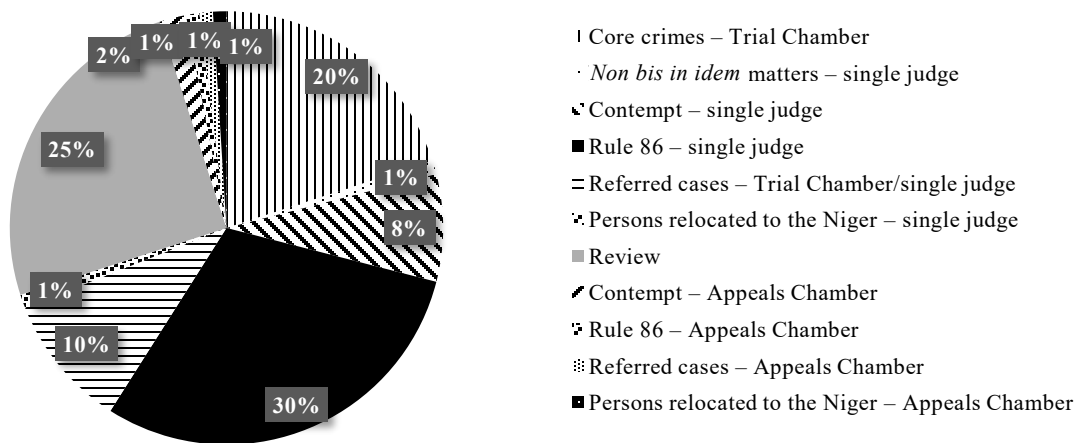 1%
1%
1%
2%
20%
25%
1%
8%
1%
10%
30%
Core crimes – Trial Chamber
Non bis in idem matters – single judge
Contempt – single judge
Rule 86 – single judge
Referred cases – Trial Chamber/single judge
Persons relocated to the Niger – single judge
Review
Contempt – Appeals Chamber
Rule 86 – Appeals Chamber
Referred cases – Appeals Chamber
Persons relocated to the Niger – Appeals Chamber